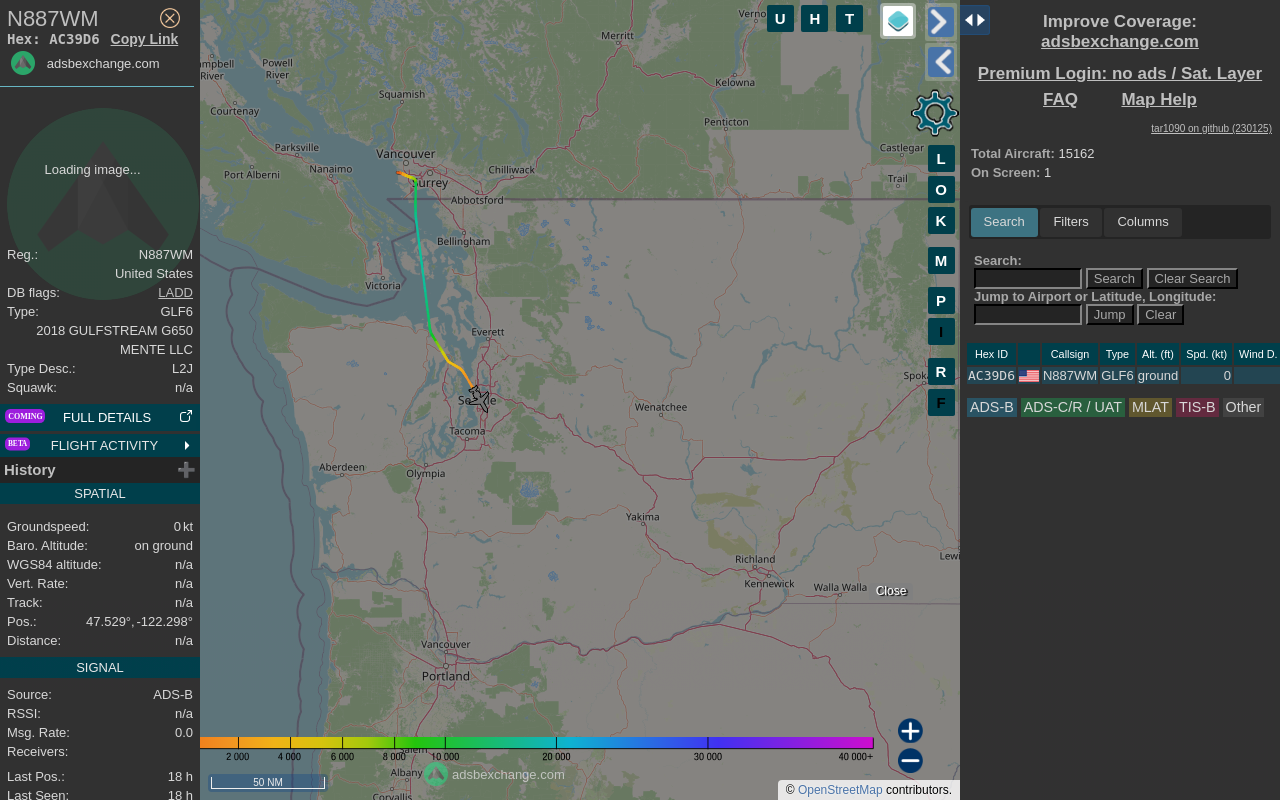 N887WM
Hex: AC39D6 Copy Link
adsbexchange.com
Loading image...
Reg.: N887WM
United States
DB flags: LADD
Type: GLF6
2018 GULFSTREAM G650
MENTE LLC
Type Desc.: L2J
Squawk: n/a
COMING FULL DETAILS
BETA FLIGHT ACTIVITY
History
SPATIAL
Groundspeed: 0 kt
Baro. Altitude: on ground
WGS84 altitude: n/a
Vert. Rate: n/a
Track: n/a
Pos.: 47.529°, -122.298°
Distance: n/a
SIGNAL
Source: ADS-B
RSSI: n/a
Msg. Rate: 0.0
Receivers:
Last Pos.: 18 h
Last Seen: 18 h
U H T
Merritt
River
Powell
River
Squamish
Courtenay
Kelowna
Penticton
Parksville
Vancouver
Nanaimo
Port Alberni
Surrey
Chilliwack
Abbotsford
Castlegar
Trail
Bellingham
Victoria
Everett
Seattle
Tacoma
Wenatchee
Aberdeen
Olympia
Yakima
Richland
Kennewick
Walla Walla
Close
Vancouver
Portland
Albany
Corvallis
L
O
K
M
P
I
R
F
2 000 4 000 6 000 8 000 10 000 20 000 30 000 40 000+
adsbexchange.com
50 NM
© OpenStreetMap contributors.
Improve Coverage:
adsbexchange.com
Premium Login: no ads / Sat. Layer
FAQ Map Help
tar1090 on github (230125)
Total Aircraft: 15162
On Screen: 1
Search Filters Columns
Search:
Search Clear Search
Jump to Airport or Latitude, Longitude:
Jump Clear
Hex ID Callsign Type Alt. (ft) Spd. (kt) Wind D.
AC39D6 N887WM GLF6 ground 0
ADS-B ADS-C/R / UAT MLAT TIS-B Other